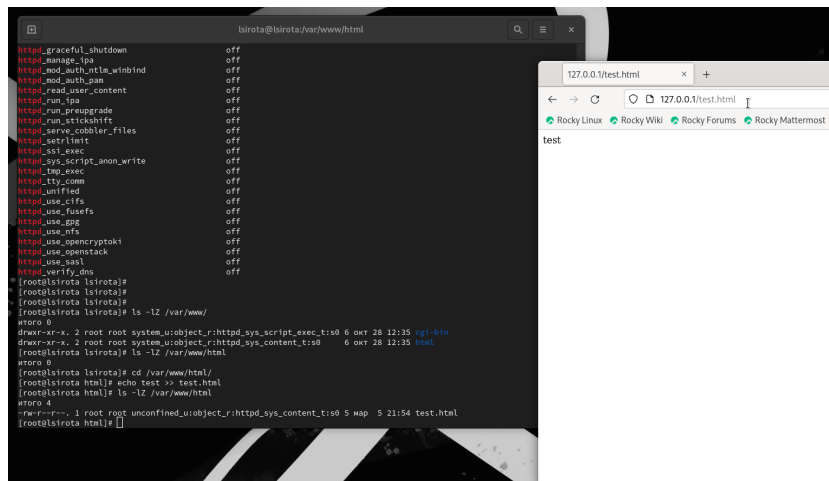 lsirota@lsirota:/var/www/html
httpd_graceful_shutdown off
httpd_manage_ipa off
httpd_mod_auth_ntlm_winbind off
httpd_mod_auth_pam off
httpd_read_user_content off
httpd_run_ipa off
httpd_run_preupgrade off
httpd_run_stickshift off
httpd_serve_cobbler_files off
httpd_setrlimit off
httpd_ssi_exec off
httpd_sys_script_anon_write off
httpd_tmp_exec off
httpd_tty_comm off
httpd_unified off
httpd_use_cifs off
httpd_use_fusefs off
httpd_use_gpg off
httpd_use_nfs off
httpd_use_opencryptoki off
httpd_use_openstack off
httpd_use_sasl off
httpd_verify_dns off
[root@lsirota lsirota]#
[root@lsirota lsirota]#
[root@lsirota lsirota]#
[root@lsirota lsirota]# ls -lZ /var/www/
итого 0
drwxr-xr-x. 2 root root system_u:object_r:httpd_sys_script_exec_t:s0 6 окт 28 12:35 cgi-bin
drwxr-xr-x. 2 root root system_u:object_r:httpd_sys_content_t:s0 6 окт 28 12:35 html
[root@lsirota lsirota]# ls -lZ /var/www/html
итого 0
[root@lsirota lsirota]# cd /var/www/html/
[root@lsirota html]# echo test >> test.html
[root@lsirota html]# ls -lZ /var/www/html
итого 4
-rw-r--r--. 1 root root unconfined_u:object_r:httpd_sys_content_t:s0 5 мар 5 21:54 test.html
[root@lsirota html]#
127.0.0.1/test.html
127.0.0.1/test.html
Rocky Linux Rocky Wiki Rocky Forums Rocky Mattermost
test